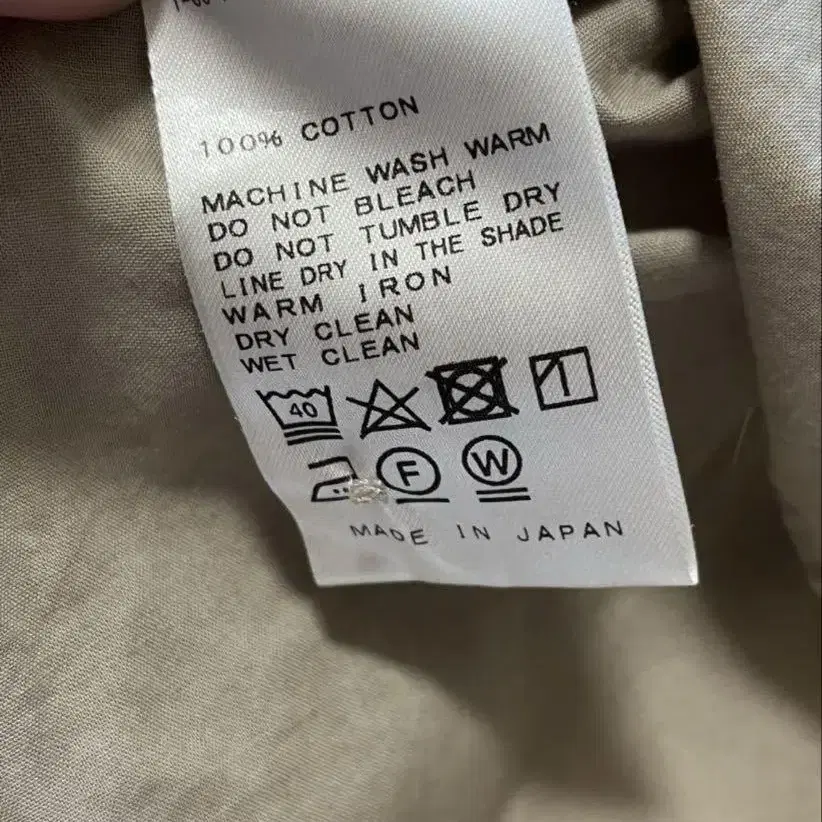 100% COTTON
MACHINE WASH WARM
DO NOT BLEACH
DO NOT TUMBLE DRY
LINE DRY IN THE SHADE
WARM IRON
DRY CLEAN
WET CLEAN
40
F W
MADE IN JAPAN